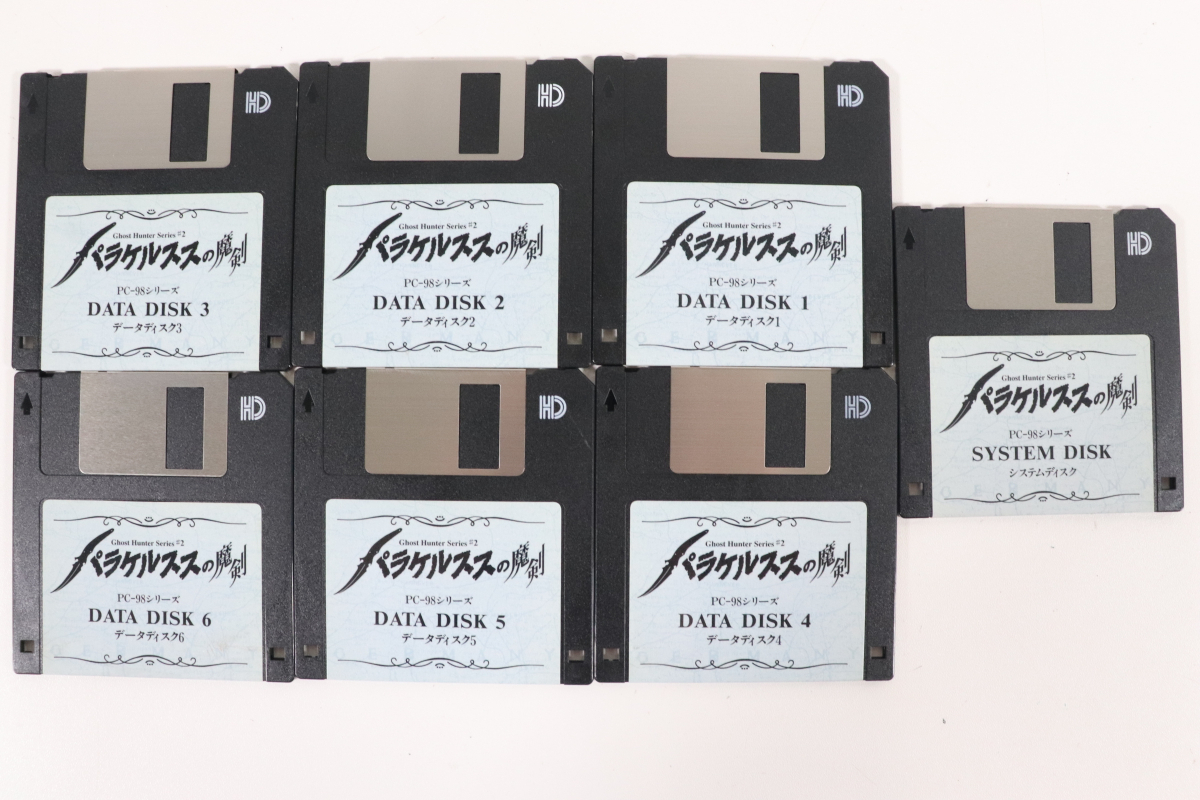 HD
Ghost Hunter Series #2
パラケルススの魔剣
PC-98シリーズ
DATA DISK 3
データディスク3
HD
Ghost Hunter Series #2
パラケルススの魔剣
PC-98シリーズ
DATA DISK 2
データディスク2
HD
Ghost Hunter Series #2
パラケルススの魔剣
PC-98シリーズ
DATA DISK 1
データディスク1
HD
Ghost Hunter Series #2
パラケルススの魔剣
PC-98シリーズ
SYSTEM DISK
システムディスク
HD
Ghost Hunter Series #2
パラケルススの魔剣
PC-98シリーズ
DATA DISK 6
データディスク6
HD
Ghost Hunter Series #2
パラケルススの魔剣
PC-98シリーズ
DATA DISK 5
データディスク5
HD
Ghost Hunter Series #2
パラケルススの魔剣
PC-98シリーズ
DATA DISK 4
データディスク4